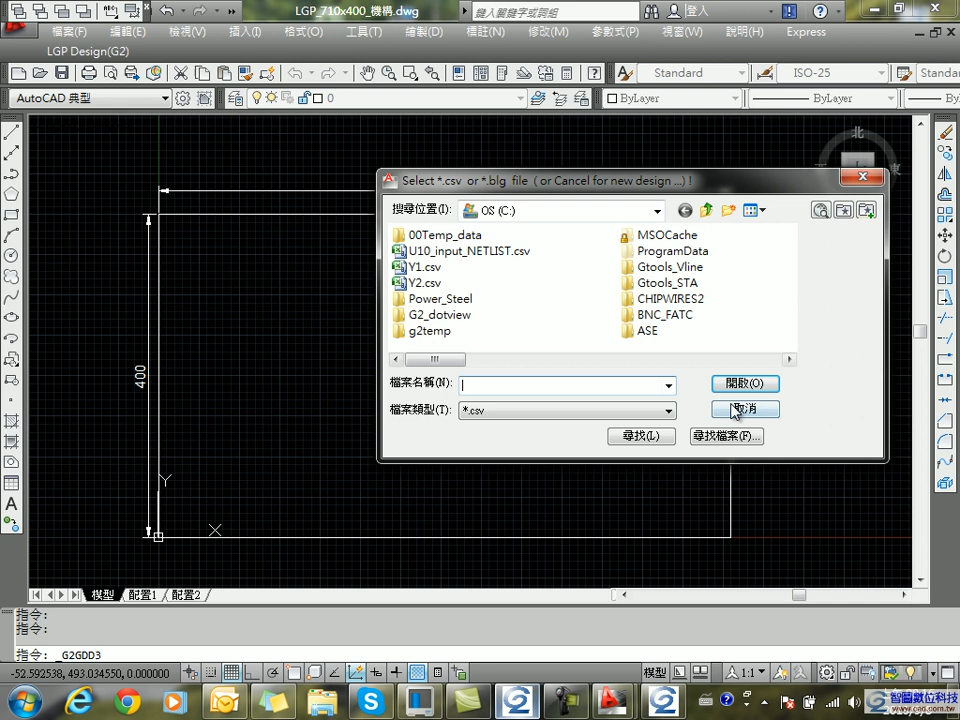 LGP_710x400_機構.dwg
鍵入關鍵字或詞組
登入
檔案(F) 編輯(E) 檢視(V) 插入(I) 格式(O) 工具(T) 繪製(D) 標註(N) 修改(M) 參數式(P) 視窗(W) 說明(H) Express
LGP Design(G2)
Standard ISO-25 Standa
AutoCAD 典型 0 ByLayer ByLayer By
北
東
Select *.csv or *.blg file ( or Cancel for new design ...) !
搜尋位置(I): OS (C:)
00Temp_data MSOCache
U10_input_NETLIST.csv ProgramData
Y1.csv Gtools_Vline
Y2.csv Gtools_STA
Power_Steel CHIPWIRES2
G2_dotview BNC_FATC
g2temp ASE
檔案名稱(N): 開啟(O)
檔案類型(T): *.csv 取消
尋找(L) 尋找檔案(F)...
400
Y
X
模型 配置1 配置2
指令:
指令:
指令: _G2GDD3
-52.592538, 493.034550, 0.000000 模型 1:1
智圖數位科技
www.cad.com.tw